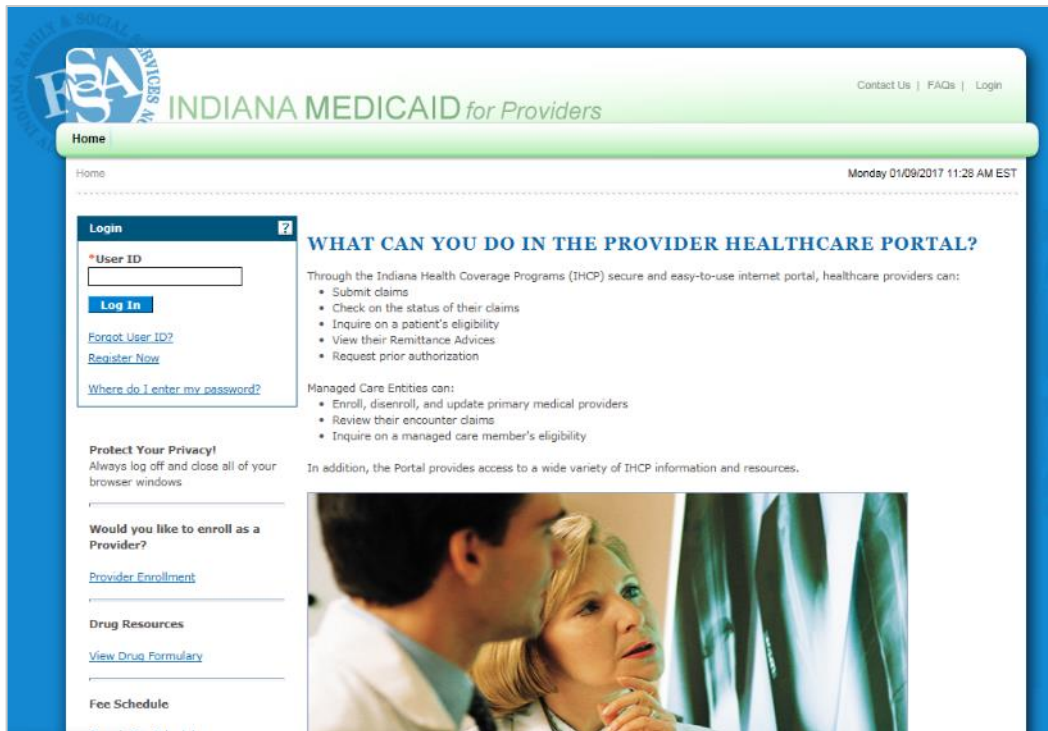 INDIANA FAMILY & SOCIAL SERVICES
FSSA
INDIANA MEDICAID for Providers
Contact Us | FAQs | Login
Home
Home
Monday 01/09/2017 11:28 AM EST
Login ?
*User ID
Log In
Forgot User ID?
Register Now
Where do I enter my password?
Protect Your Privacy!
Always log off and close all of your
browser windows
Would you like to enroll as a
Provider?
Provider Enrollment
Drug Resources
View Drug Formulary
Fee Schedule
WHAT CAN YOU DO IN THE PROVIDER HEALTHCARE PORTAL?
Through the Indiana Health Coverage Programs (IHCP) secure and easy-to-use internet portal, healthcare providers can:
• Submit claims
• Check on the status of their claims
• Inquire on a patient's eligibility
• View their Remittance Advices
• Request prior authorization
Managed Care Entities can:
• Enroll, disenroll, and update primary medical providers
• Review their encounter claims
• Inquire on a managed care member's eligibility
In addition, the Portal provides access to a wide variety of IHCP information and resources.